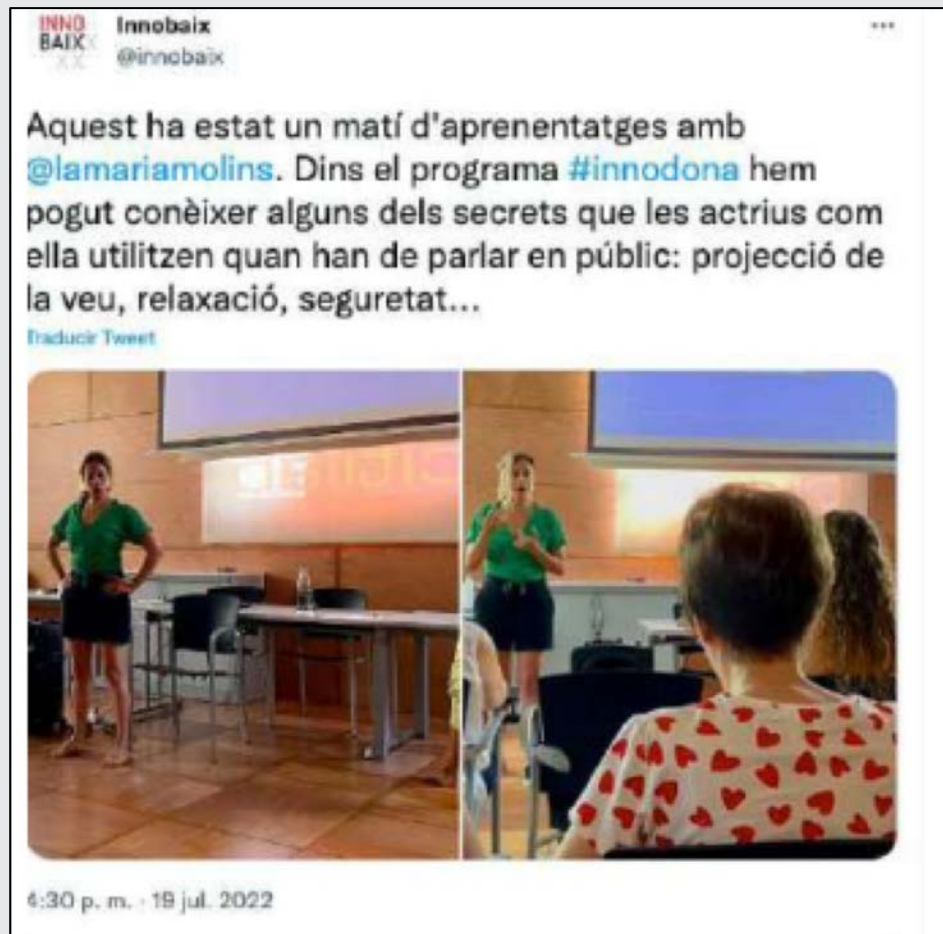 INNO
BAIX
Innobaix
@innobaix
Aquest ha estat un matí d'aprenentatges amb
@lamariamolins. Dins el programa #innodona hem
pogut conèixer alguns dels secrets que les actrius com
ella utilitzen quan han de parlar en públic: projecció de
la veu, relaxació, seguretat...
Traducir Tweet
4:30 p. m. · 19 jul. 2022